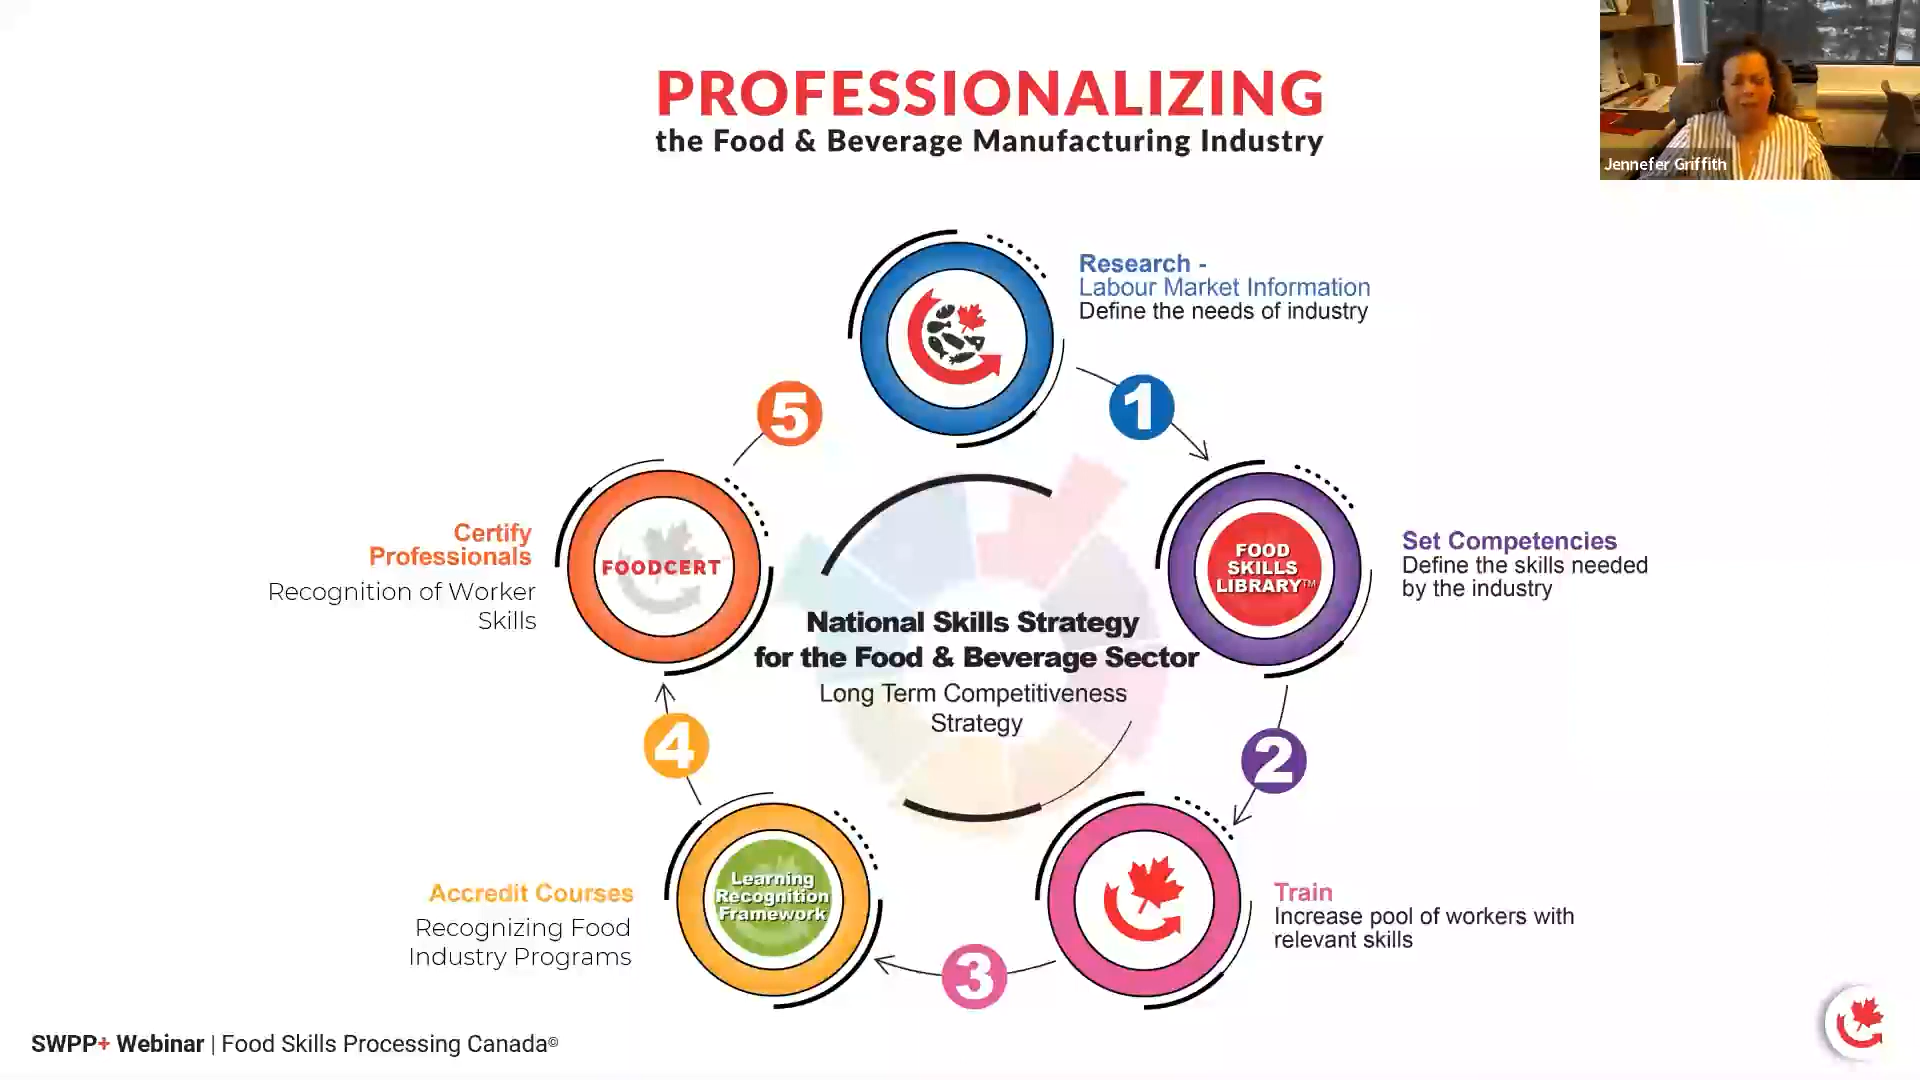 PROFESSIONALIZING
the Food & Beverage Manufacturing Industry
Jennefer Griffith
Research -
Labour Market Information
Define the needs of industry
1
FOOD
SKILLS
LIBRARY™
Set Competencies
Define the skills needed
by the industry
2
Train
Increase pool of workers with
relevant skills
3
Learning
Recognition
Framework
Accredit Courses
Recognizing Food
Industry Programs
4
FOODCERT
Certify
Professionals
Recognition of Worker
Skills
5
National Skills Strategy
for the Food & Beverage Sector
Long Term Competitiveness
Strategy
SWPP+ Webinar | Food Skills Processing Canada©